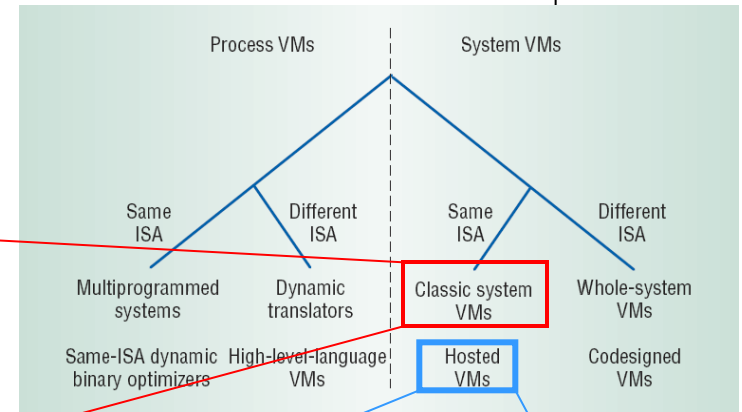 Process VMs
System VMs
Same
ISA
Different
ISA
Same
ISA
Different
ISA
Multiprogrammed
systems
Dynamic
translators
Classic system
VMs
Whole-system
VMs
Same-ISA dynamic
binary optimizers
High-level-language
VMs
Hosted
VMs
Codesigned
VMs